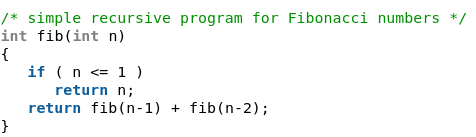 /* simple recursive program for Fibonacci numbers */
int fib(int n)
{
   if ( n <= 1 )
      return n;
   return fib(n-1) + fib(n-2);
}